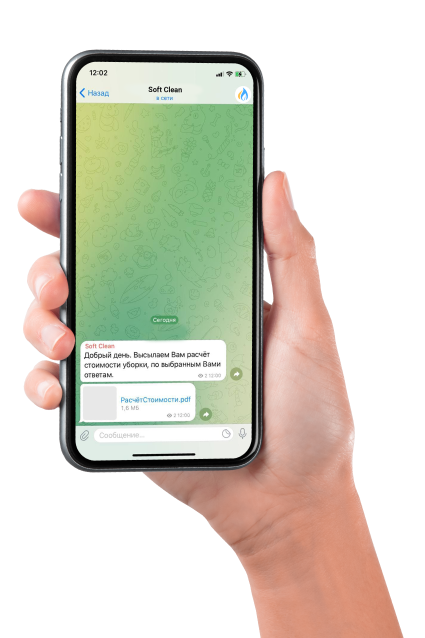 12:02
Назад
Soft Clean
в сети
Сегодня
Soft Clean
Добрый день. Высылаем Вам расчёт
стоимости уборки, по выбранным Вами
ответам.
2 12:00
РасчётСтоимости.pdf
1,6 МБ
2 12:00
Сообщение...